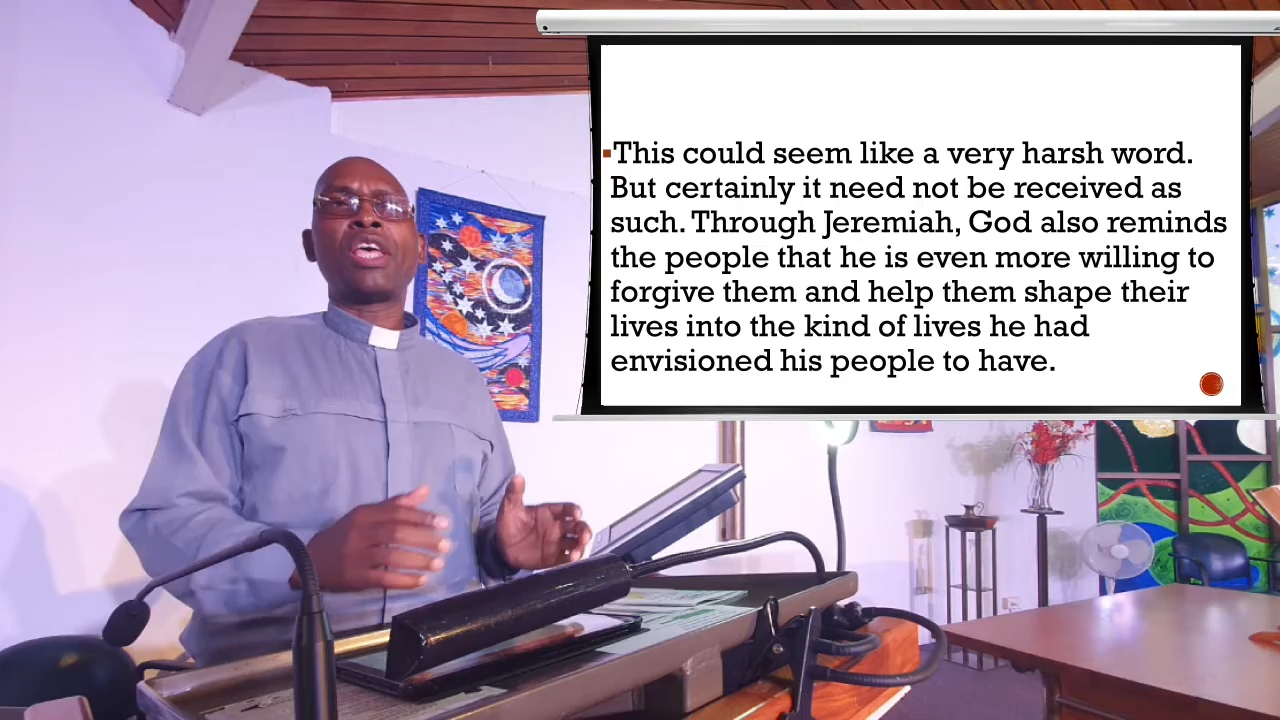 This could seem like a very harsh word.
But certainly it need not be received as
such. Through Jeremiah, God also reminds
the people that he is even more willing to
forgive them and help them shape their
lives into the kind of lives he had
envisioned his people to have.